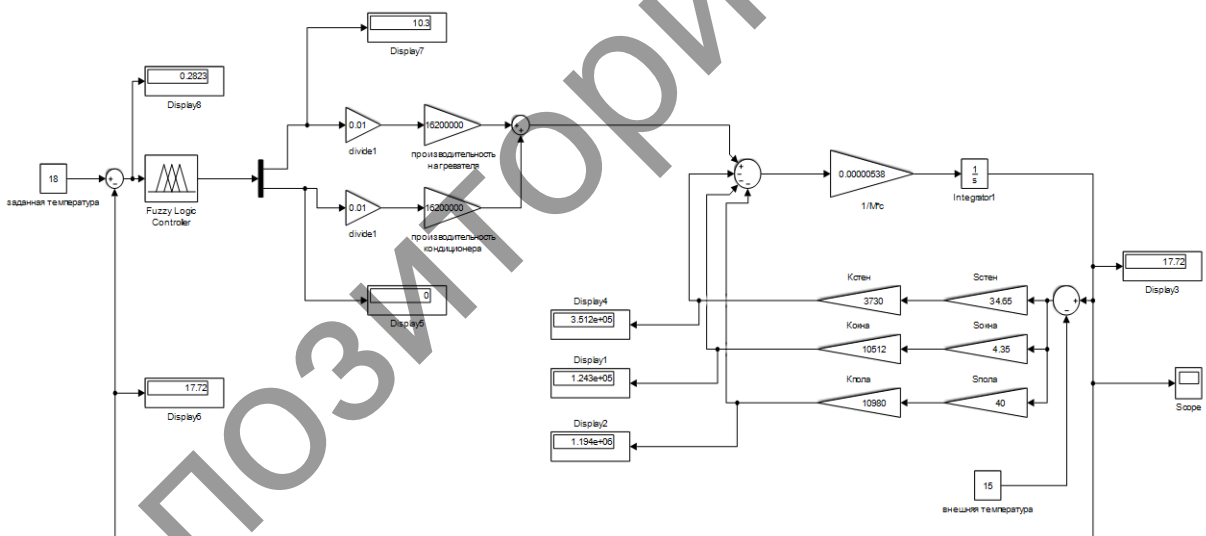 10.3
Display7
0.2823
Display8
18
заданная температура
Fuzzy Logic
Controller
0.01
divide1
16200000
производительность
нагревателя
0.01
divide1
16200000
производительность
кондиционера
0
Display5
17.72
Display6
0.00000538
1/M*c
1
s
Integrator1
17.72
Display3
Scope
Kстен
3730
Sстен
34.65
Kокна
10512
Sокна
4.35
Kпола
10980
Sпола
40
Display4
3.512e+05
Display1
1.243e+05
Display2
1.194e+06
15
внешняя температура
позитори